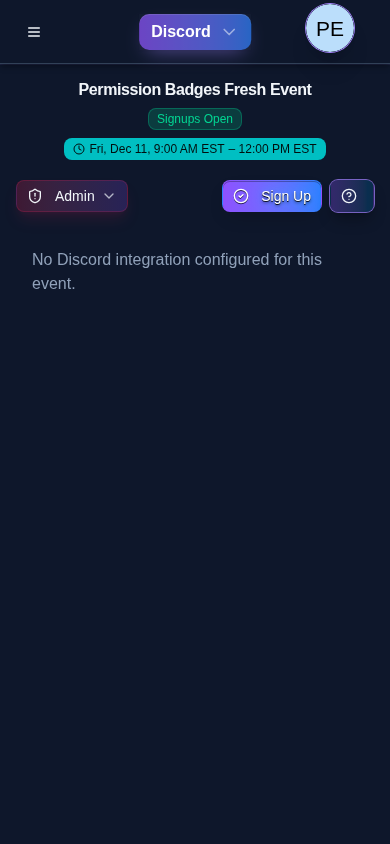 Discord
PE
Permission Badges Fresh Event
Signups Open
Fri, Dec 11, 9:00 AM EST – 12:00 PM EST
Admin
Sign Up
No Discord integration configured for this
event.